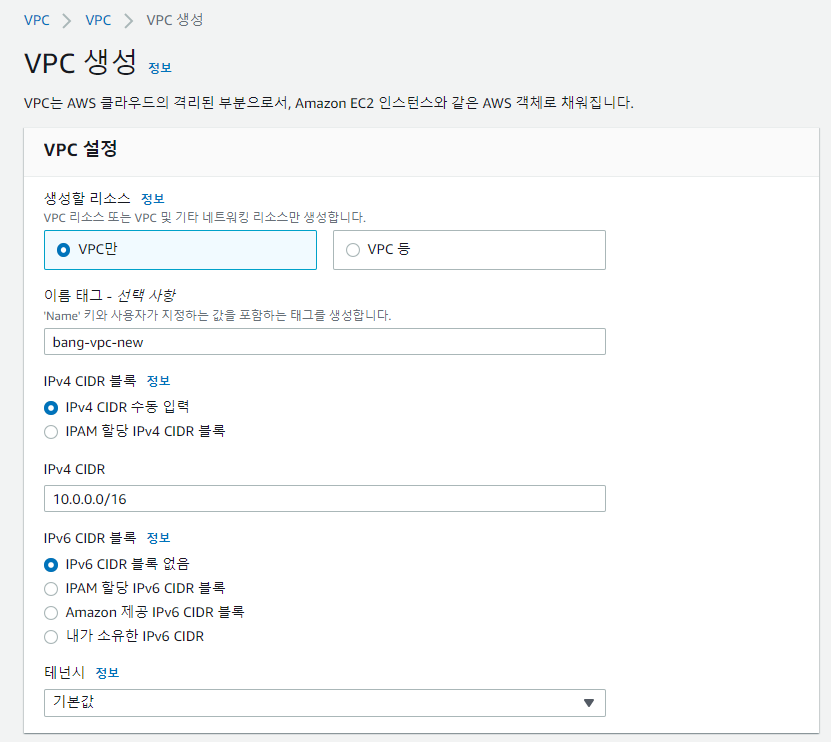 VPC > VPC > VPC 생성
VPC 생성 정보
VPC는 AWS 클라우드의 격리된 부분으로서, Amazon EC2 인스턴스와 같은 AWS 객체로 채워집니다.
VPC 설정
생성할 리소스 정보
VPC 리소스 또는 VPC 및 기타 네트워킹 리소스만 생성합니다.
VPC만 VPC 등
이름 태그 - 선택 사항
'Name' 키와 사용자가 지정하는 값을 포함하는 태그를 생성합니다.
bang-vpc-new
IPv4 CIDR 블록 정보
IPv4 CIDR 수동 입력
IPAM 할당 IPv4 CIDR 블록
IPv4 CIDR
10.0.0.0/16
IPv6 CIDR 블록 정보
IPv6 CIDR 블록 없음
IPAM 할당 IPv6 CIDR 블록
Amazon 제공 IPv6 CIDR 블록
내가 소유한 IPv6 CIDR
테넌시 정보
기본값